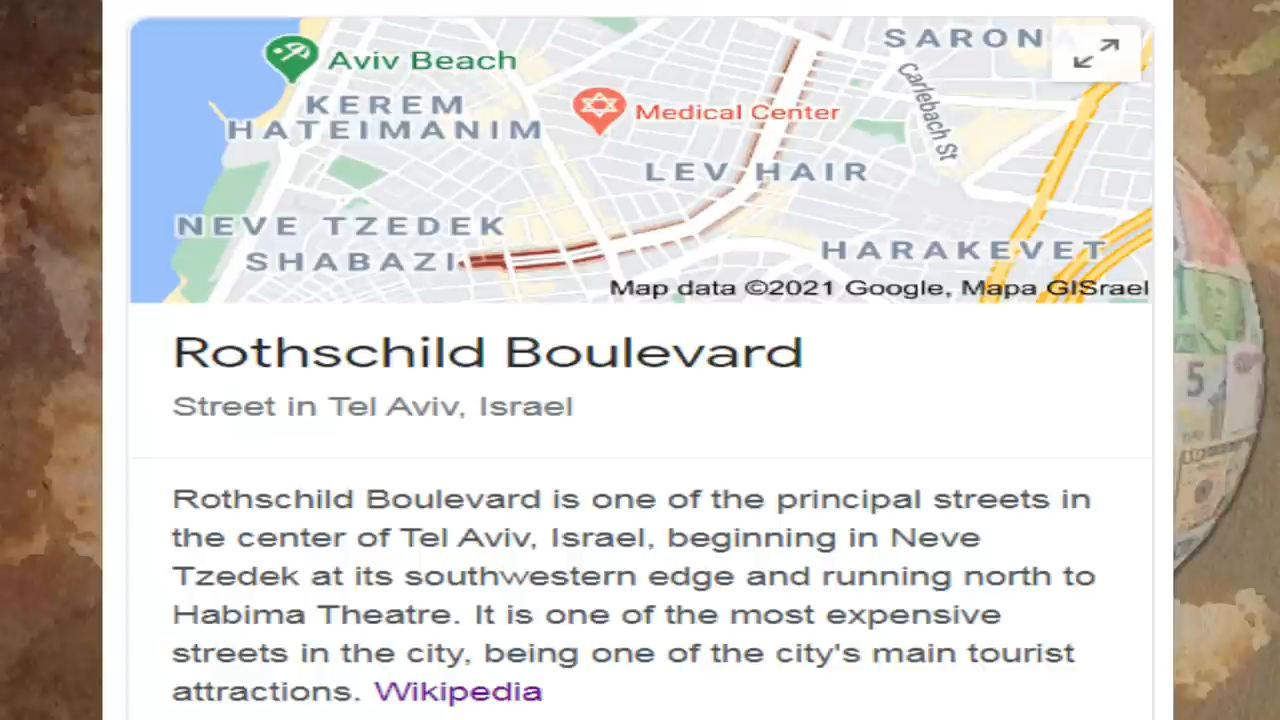 SARON
Aviv Beach
KEREM
HATEIMANIM
Medical Center
Carlebach St
LEV HAIR
NEVE TZEDEK
SHABAZI
HARAKEVET
Map data ©2021 Google, Mapa GISrael
Rothschild Boulevard
Street in Tel Aviv, Israel
Rothschild Boulevard is one of the principal streets in
the center of Tel Aviv, Israel, beginning in Neve
Tzedek at its southwestern edge and running north to
Habima Theatre. It is one of the most expensive
streets in the city, being one of the city's main tourist
attractions. Wikipedia
5